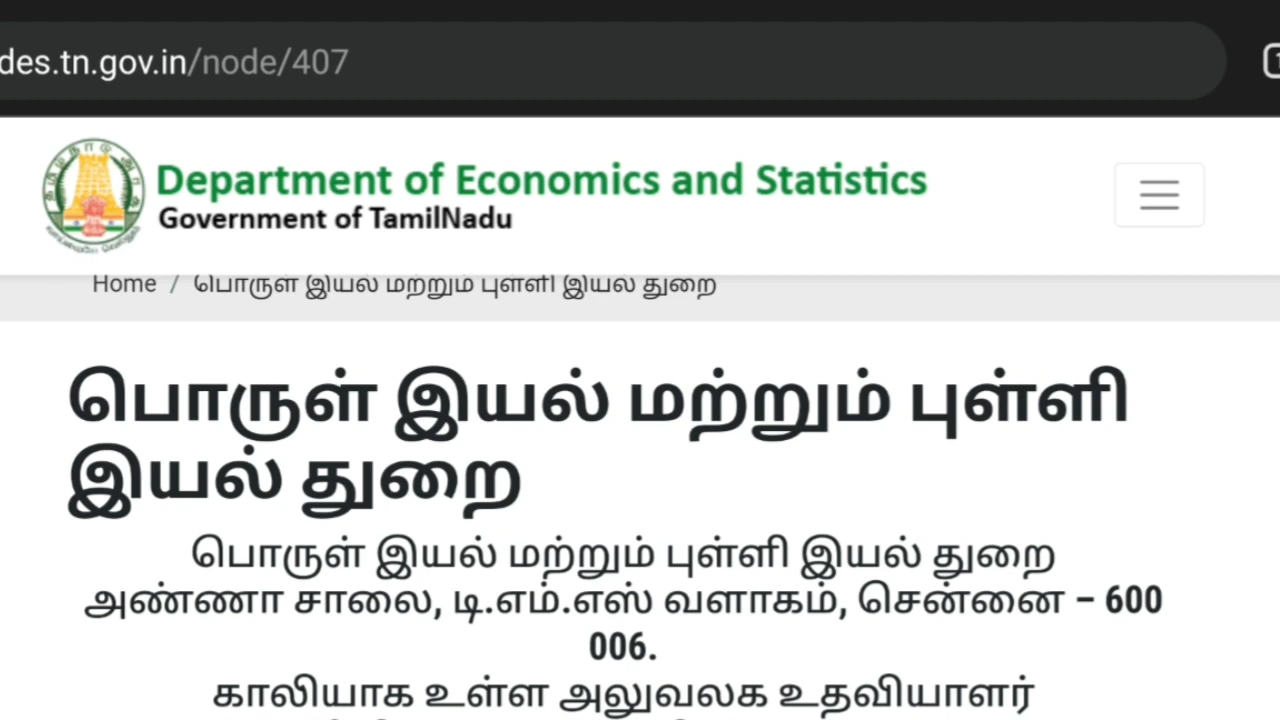 des.tn.gov.in/node/407
Department of Economics and Statistics
Government of TamilNadu
Home / பொருள் இயல் மற்றும் புள்ளி இயல் துறை
பொருள் இயல் மற்றும் புள்ளி
இயல் துறை
பொருள் இயல் மற்றும் புள்ளி இயல் துறை
அண்ணா சாலை, டி.எம்.எஸ் வளாகம், சென்னை – 600
006.
காலியாக உள்ள அலுவலக உதவியாளர்